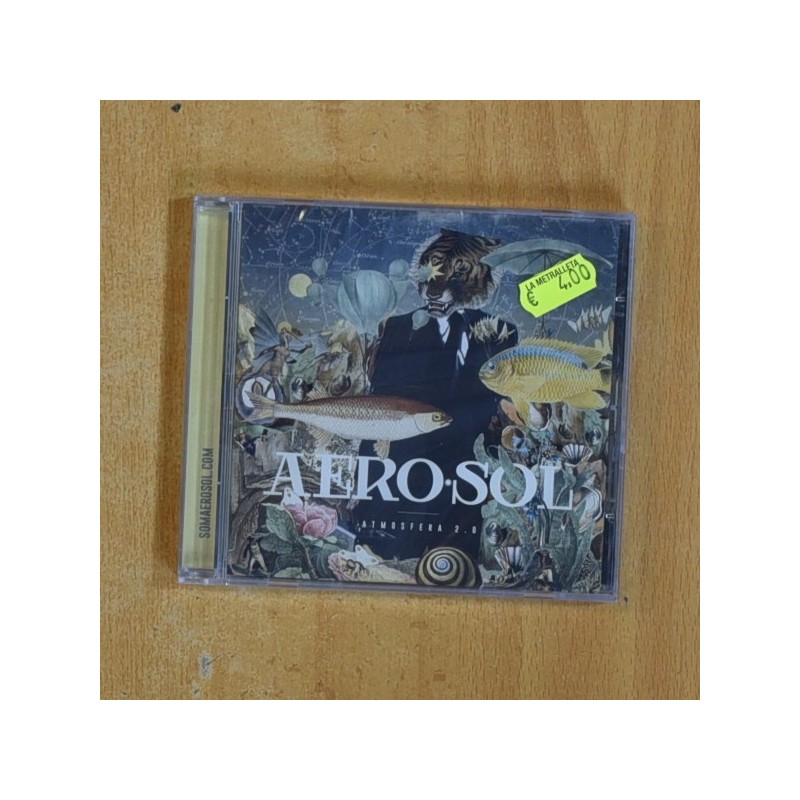 LA METRALLETA
€ 4,00
AERO·SOL
ATMOSFERA 2.0
SOMAEROSOL.COM